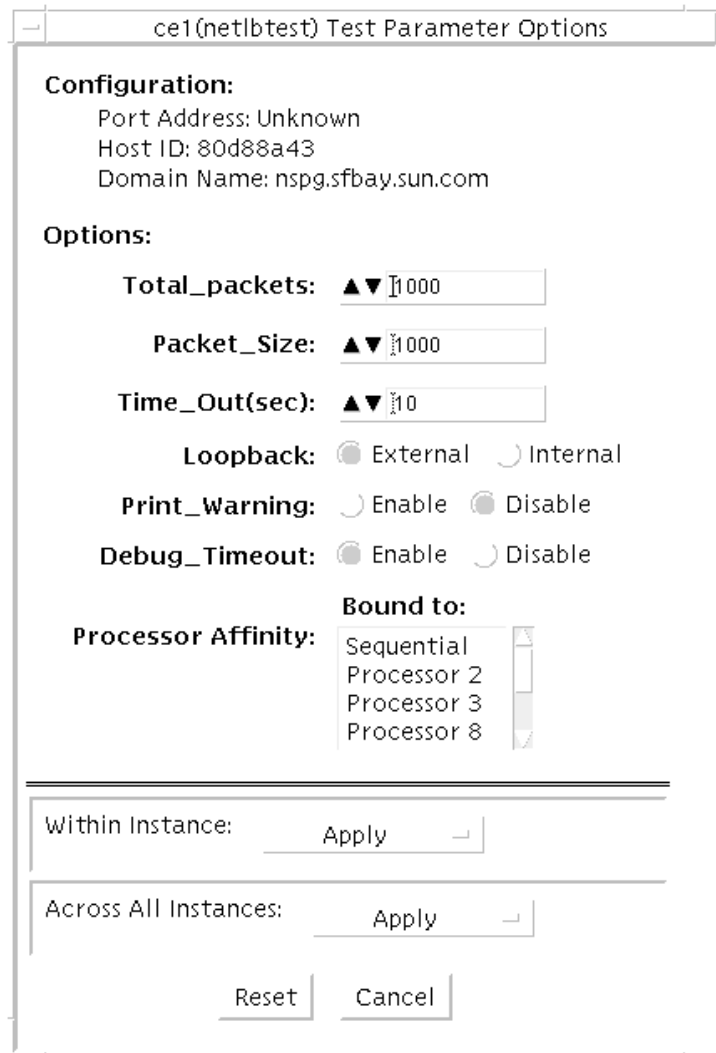 ce1(netlbtest) Test Parameter Options
Configuration:
Port Address: Unknown
Host ID: 80d88a43
Domain Name: nspg.sfbay.sun.com
Options:
Total_packets: ▲▼ 1000
Packet_Size: ▲▼ 1000
Time_Out(sec): ▲▼ 10
Loopback: External Internal
Print_Warning: Enable Disable
Debug_Timeout: Enable Disable
Bound to:
Processor Affinity:
Sequential
Processor 2
Processor 3
Processor 8
Within Instance: Apply
Across All Instances: Apply
Reset Cancel